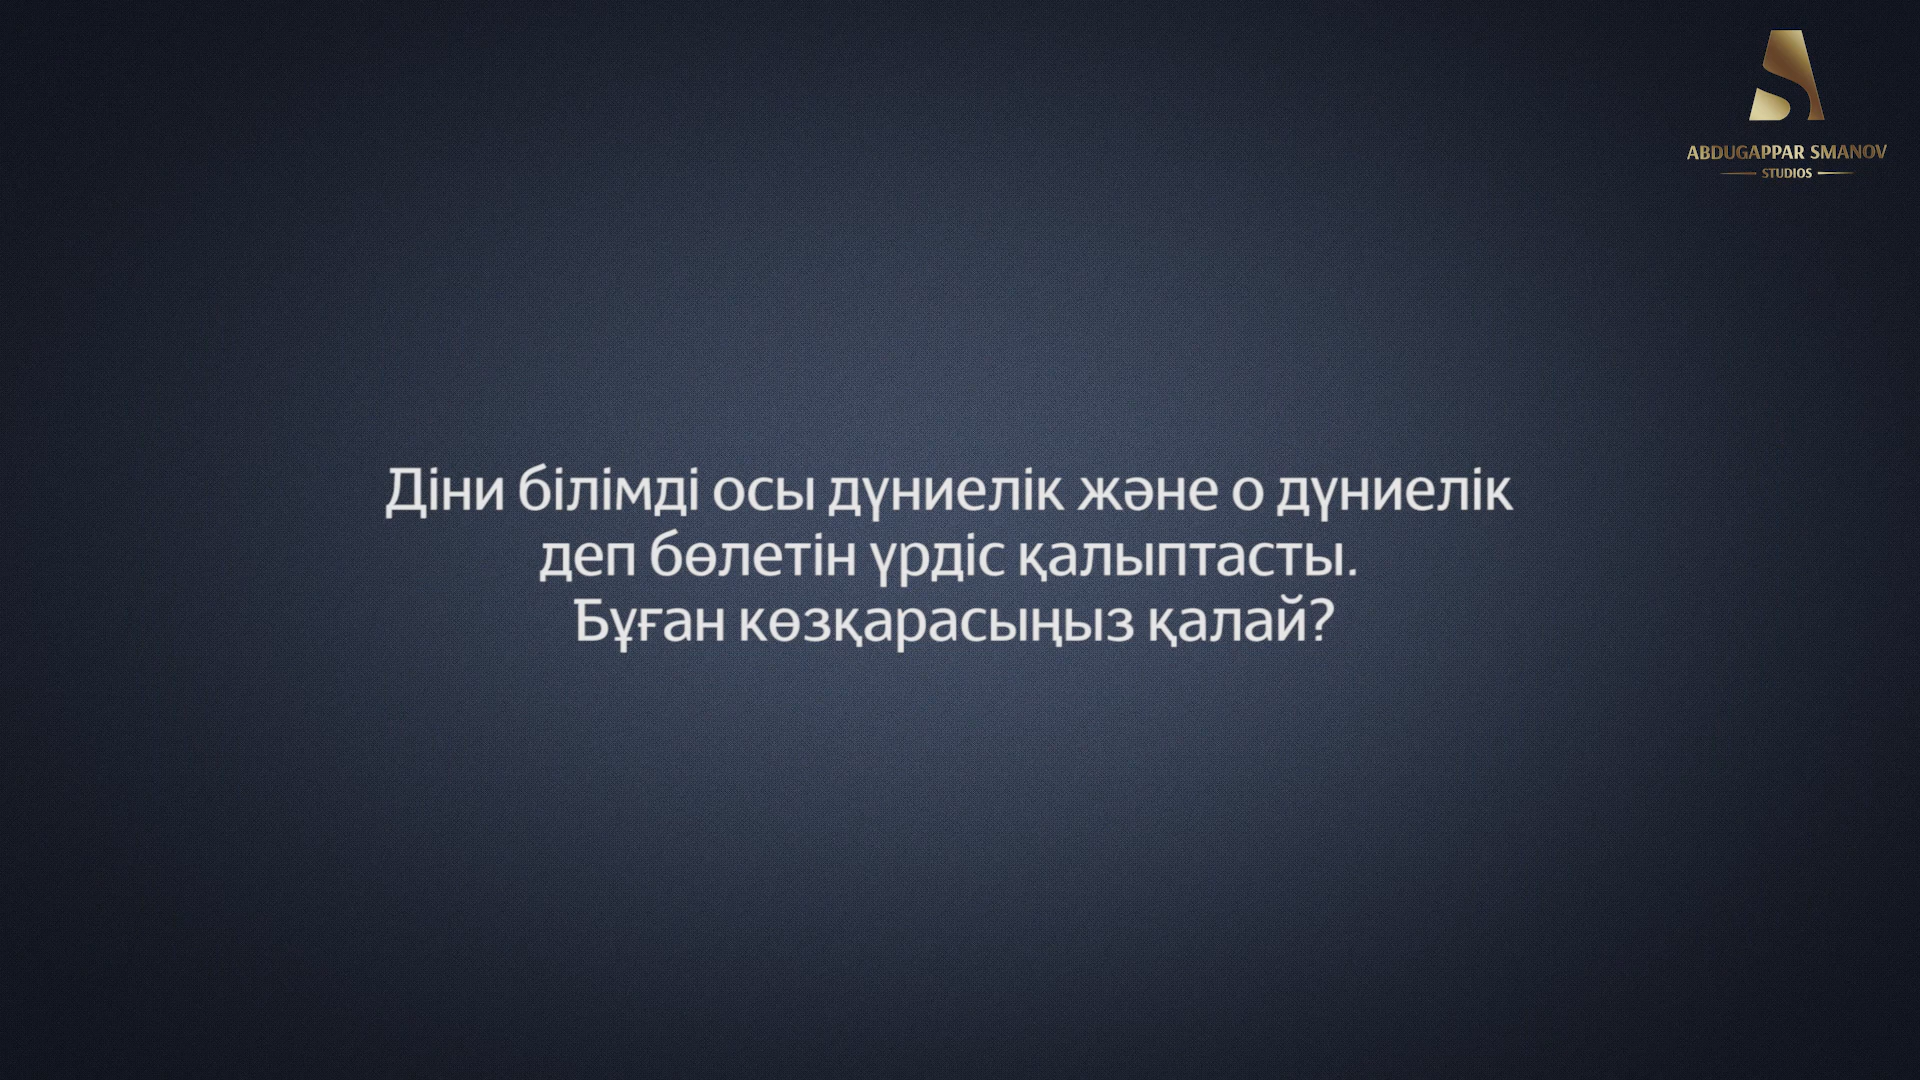 ABDUGAPPAR SMANOV
STUDIOS
Діни білімді осы дүниелік және о дүниелік
деп бөлетін үрдіс қалыптасты.
Бұған көзқарасыңыз қалай?